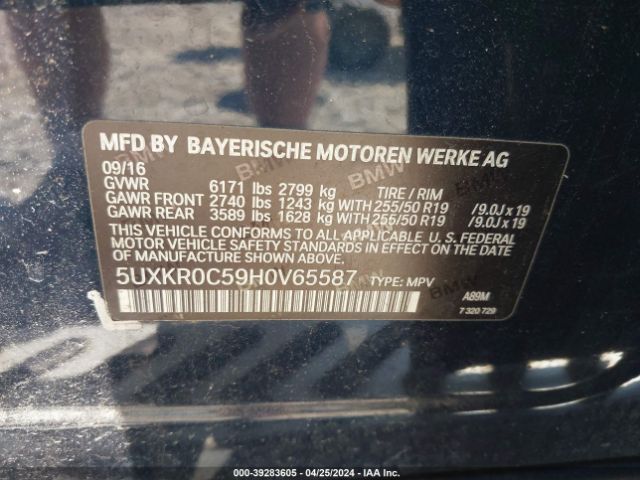 MFD BY BAYERISCHE MOTOREN WERKE AG
09/16
GVWR 6171 lbs 2799 kg TIRE / RIM
GAWR FRONT 2740 lbs 1243 kg WITH 255/50 R19 /9.0J x 19
GAWR REAR 3589 lbs 1628 kg WITH 255/50 R19 /9.0J x 19
THIS VEHICLE CONFORMS TO ALL APPLICABLE U.S. FEDERAL
MOTOR VEHICLE SAFETY STANDARDS IN EFFECT ON THE DATE
OF MANUFACTURE SHOWN ABOVE.
5UXKR0C59H0V65587 TYPE: MPV
A89M
7 320 729
000-39283605 - 04/25/2024 - IAA Inc.